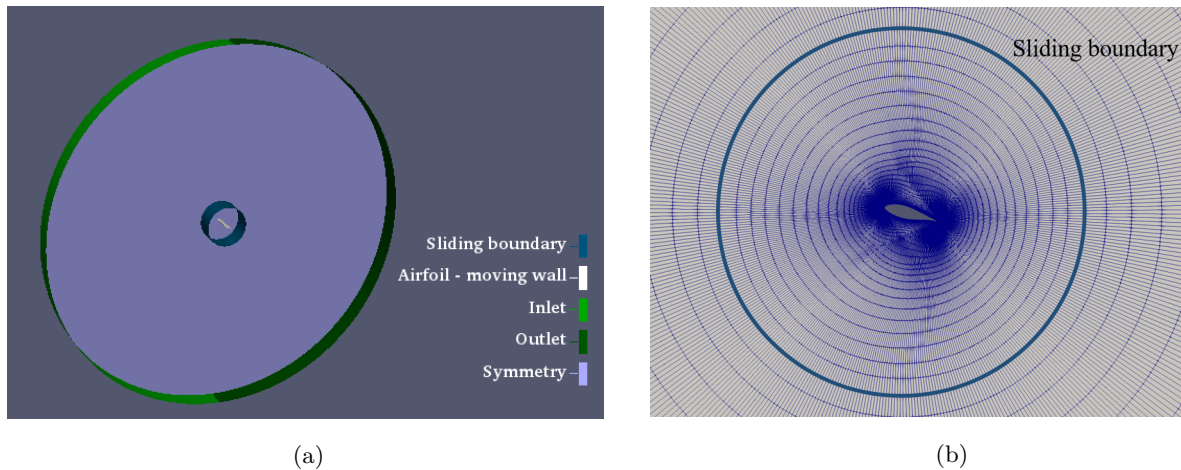 Sliding boundary
Airfoil - moving wall
Inlet
Outlet
Symmetry
(a)
Sliding boundary
(b)